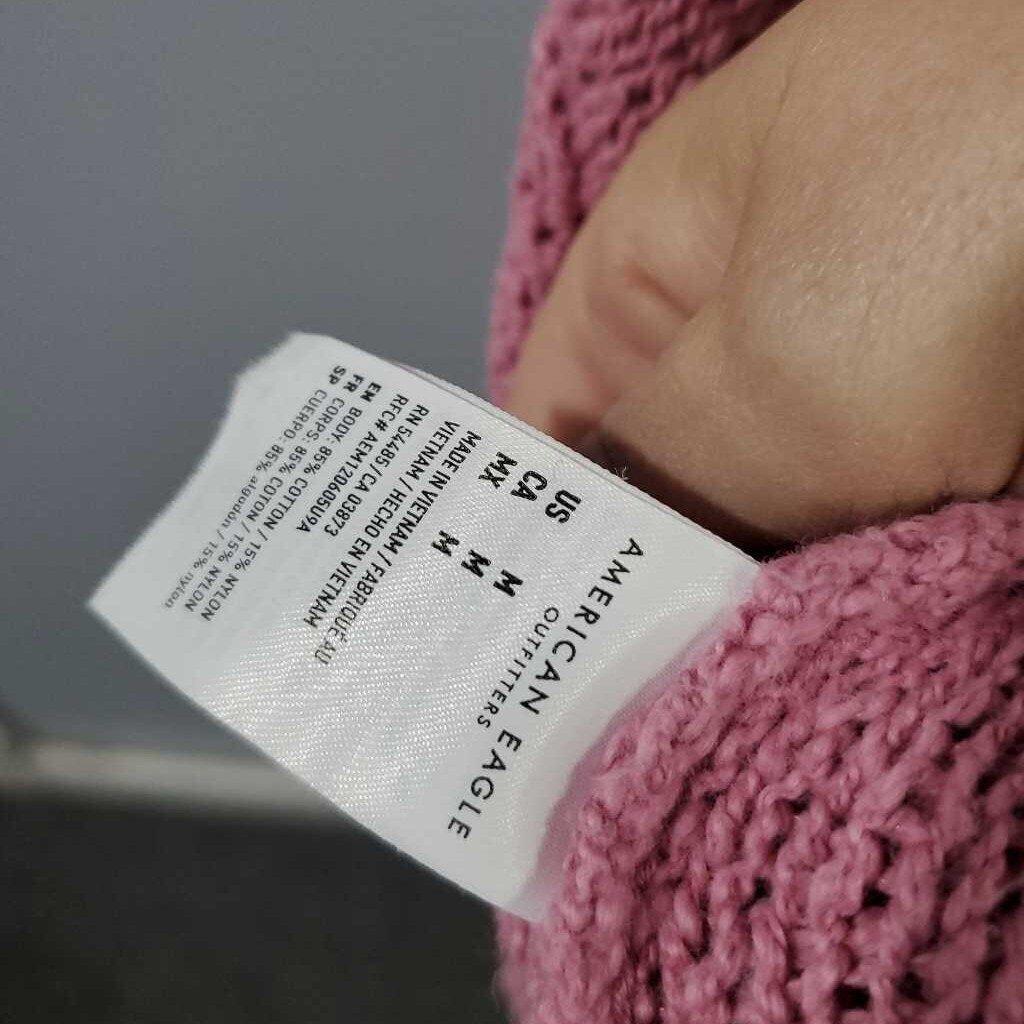 AMERICAN EAGLE
OUTFITTERS
US M
CA M
MX M
MADE IN VIETNAM / FABRIQUÉ AU
VIETNAM / HECHO EN VIETNAM
RN 54485 / CA 03873
RFC# AEM120605U9A
EN BODY: 85% COTTON / 15% NYLON
FR CORPS: 85% COTON / 15% NYLON
SP CUERPO: 85% algodón / 15% nylon